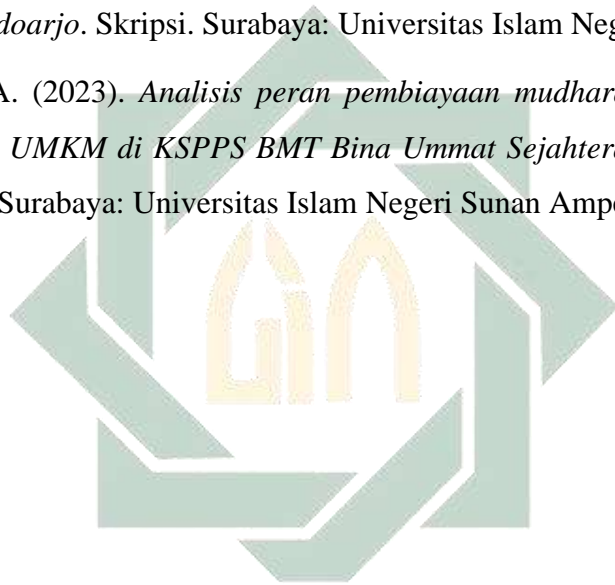 doarjo. Skripsi. Surabaya: Universitas Islam Neg
A. (2023). Analisis peran pembiayaan mudhar
UMKM di KSPPS BMT Bina Ummat Sejahter
Surabaya: Universitas Islam Negeri Sunan Amp